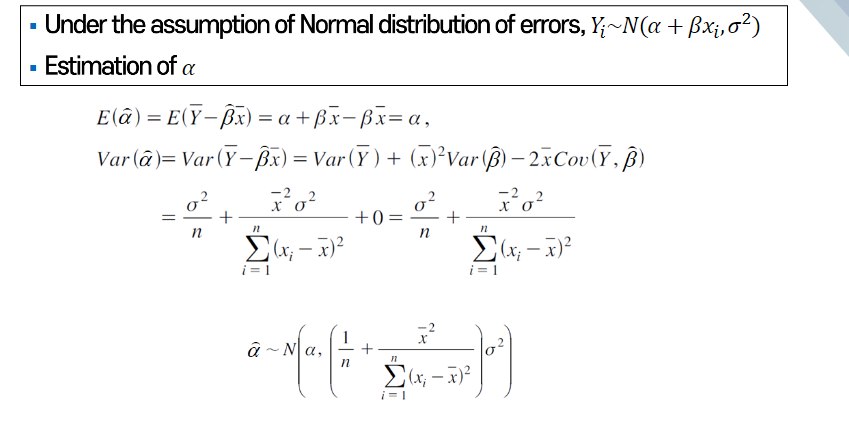 ▪ Under the assumption of Normal distribution of errors, Yᵢ~N(α + βxᵢ, σ²)
▪ Estimation of α
E(α̂) = E(Ȳ − β̂x̄) = α + βx̄ − βx̄ = α,
Var(α̂) = Var(Ȳ − β̂x̄) = Var(Ȳ) + (x̄)²Var(β̂) − 2x̄Cov(Ȳ, β̂)
= σ²/n + x̄²σ² / ∑ᵢ₌₁ⁿ(xᵢ − x̄)² + 0 = σ²/n + x̄²σ² / ∑ᵢ₌₁ⁿ(xᵢ − x̄)²
α̂ ~ N(α, (1/n + x̄² / ∑ᵢ₌₁ⁿ(xᵢ − x̄)²)σ²)